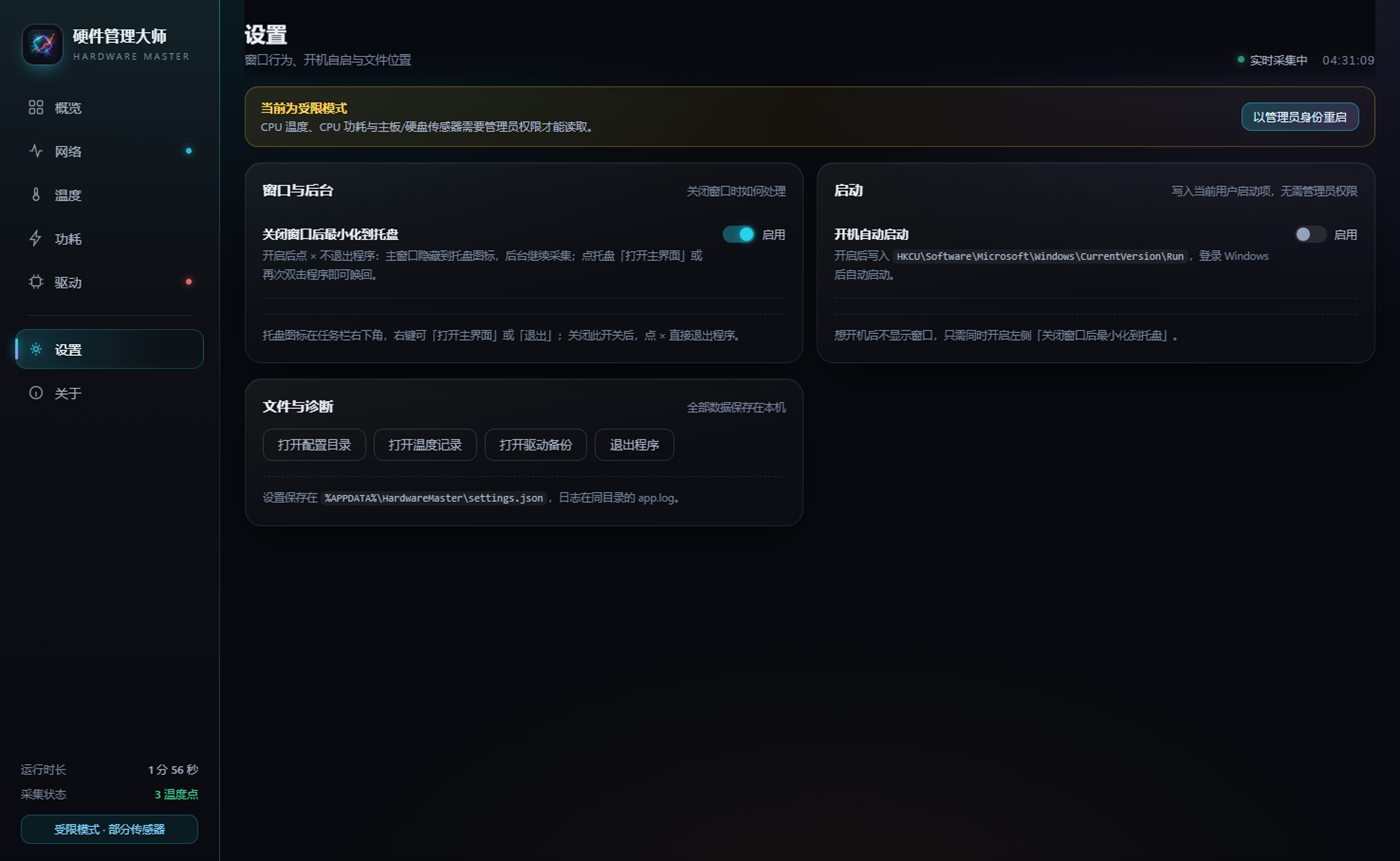 硬件管理大师
HARDWARE MASTER
概览
网络
温度
功耗
驱动
设置
关于
运行时长 1 分 56 秒
采集状态 3 温度点
受限模式 · 部分传感器
设置
窗口行为、开机自启与文件位置
实时采集中 04:31:09
当前为受限模式
CPU 温度、CPU 功耗与主板/硬盘传感器需要管理员权限才能读取。
以管理员身份重启
窗口与后台 关闭窗口时如何处理
关闭窗口后最小化到托盘 启用
开启后点 × 不退出程序：主窗口隐藏到托盘图标，后台继续采集；点托盘「打开主界面」或
再次双击程序即可唤回。
托盘图标在任务栏右下角，右键可「打开主界面」或「退出」；关闭此开关后，点 × 直接退出程序。
启动 写入当前用户启动项，无需管理员权限
开机自动启动 启用
开启后写入 HKCU\Software\Microsoft\Windows\CurrentVersion\Run ，登录 Windows
后自动启动。
想开机后不显示窗口，只需同时开启左侧「关闭窗口后最小化到托盘」。
文件与诊断 全部数据保存在本机
打开配置目录 打开温度记录 打开驱动备份 退出程序
设置保存在 %APPDATA%\HardwareMaster\settings.json ，日志在同目录的 app.log。